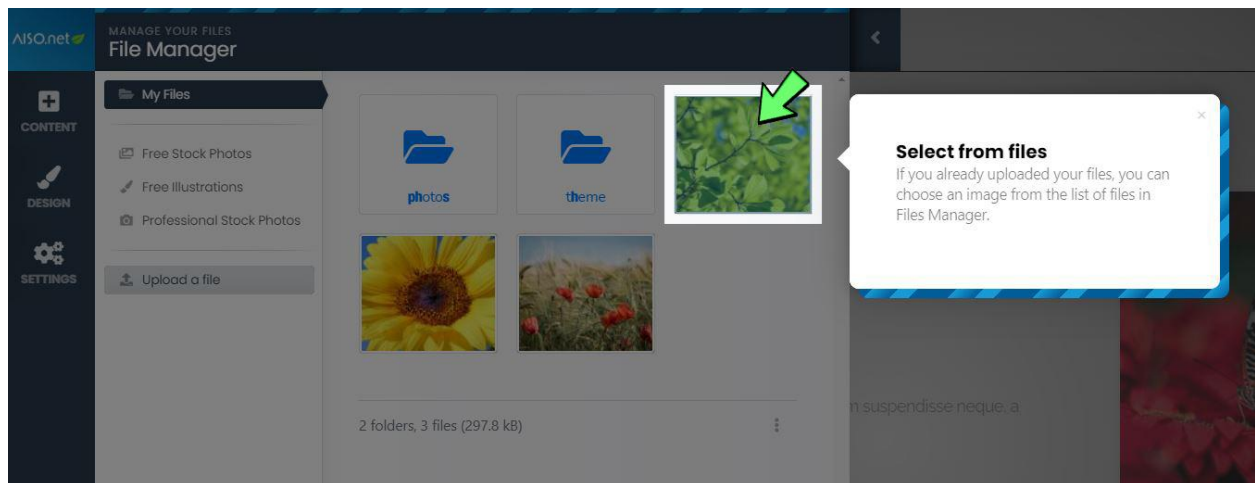 AISO.net
MANAGE YOUR FILES
File Manager
CONTENT
DESIGN
SETTINGS
My Files
Free Stock Photos
Free Illustrations
Professional Stock Photos
Upload a file
photos
theme
2 folders, 3 files (297.8 kB)
Select from files
If you already uploaded your files, you can
choose an image from the list of files in
Files Manager.
suspendisse neque, a